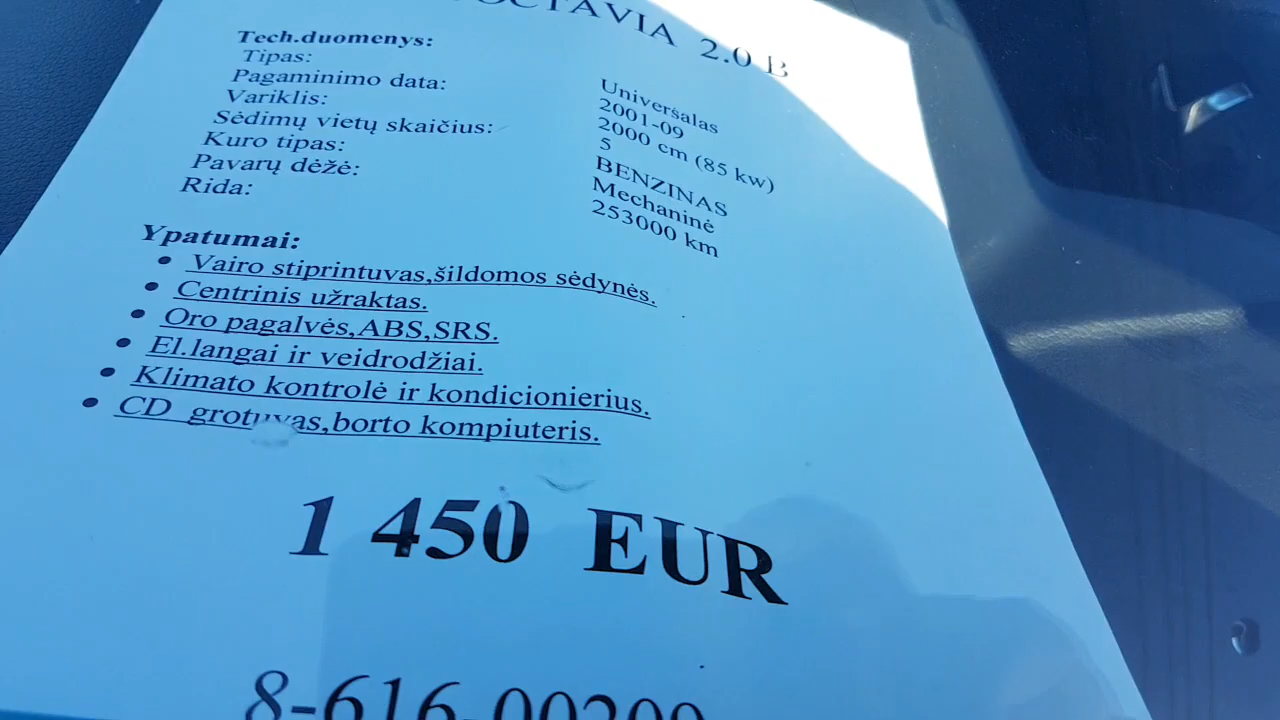 OCTAVIA 2.0 B
Tech.duomenys:
Tipas: Universalas
Pagaminimo data: 2001-09
Variklis: 2000 cm (85 kw)
Sėdimų vietų skaičius: 5
Kuro tipas: BENZINAS
Pavarų dėžė: Mechaninė
Rida: 253000 km
Ypatumai:
• Vairo stiprintuvas,šildomos sėdynės.
• Centrinis užraktas.
• Oro pagalvės,ABS,SRS.
• El.langai ir veidrodžiai.
• Klimato kontrolė ir kondicionierius.
• CD grotuvas,borto kompiuteris.
1 450 EUR
8-616-00209